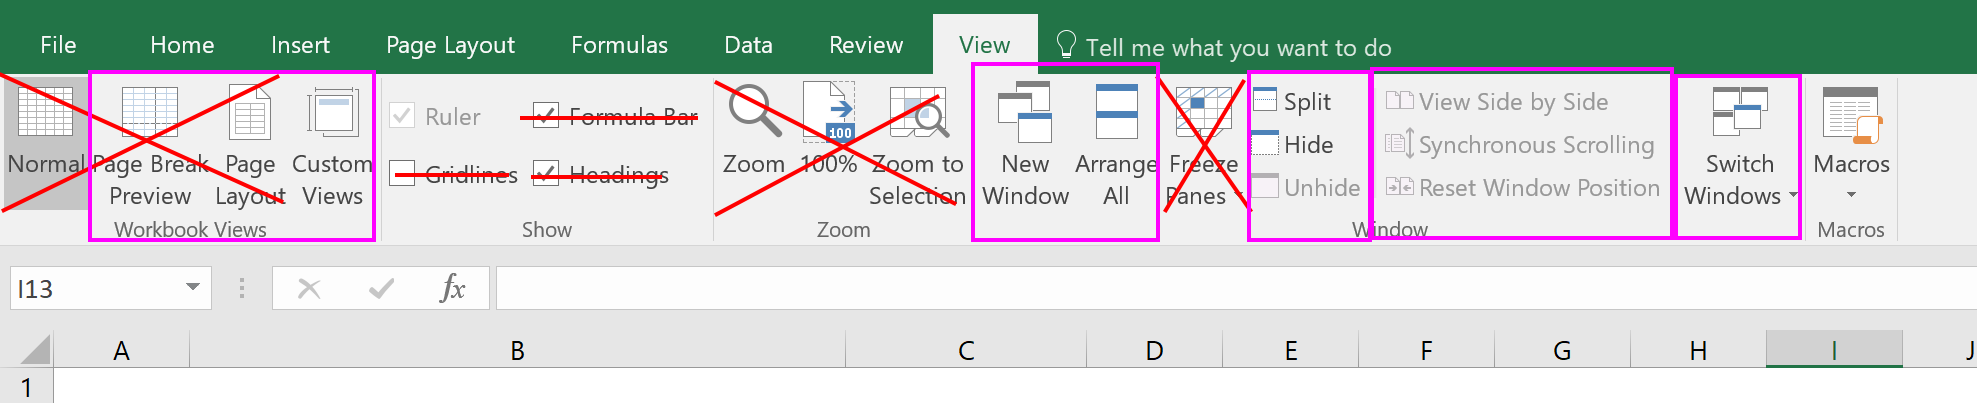 File Home Insert Page Layout Formulas Data Review View Tell me what you want to do
Normal Page Break Preview Page Layout Custom Views
Workbook Views
Ruler Formula Bar
Gridlines Headings
Show
Zoom 100% Zoom to Selection
100
Zoom
New Window Arrange All Freeze Panes
Split
Hide
Unhide
View Side by Side
Synchronous Scrolling
Reset Window Position
Switch Windows
Window
Macros
Macros
I13 fx
A B C D E F G H I J
1